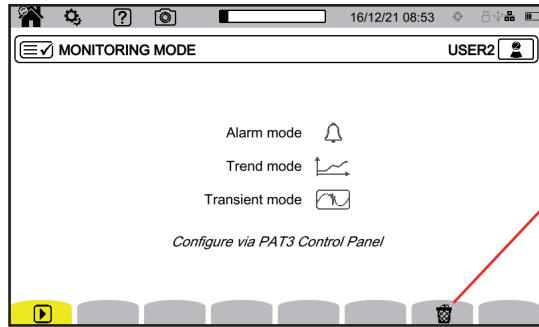 ?
16/12/21 08:53
MONITORING MODE
USER2
Alarm mode
Trend mode
Transient mode
Configure via PAT3 Control Panel